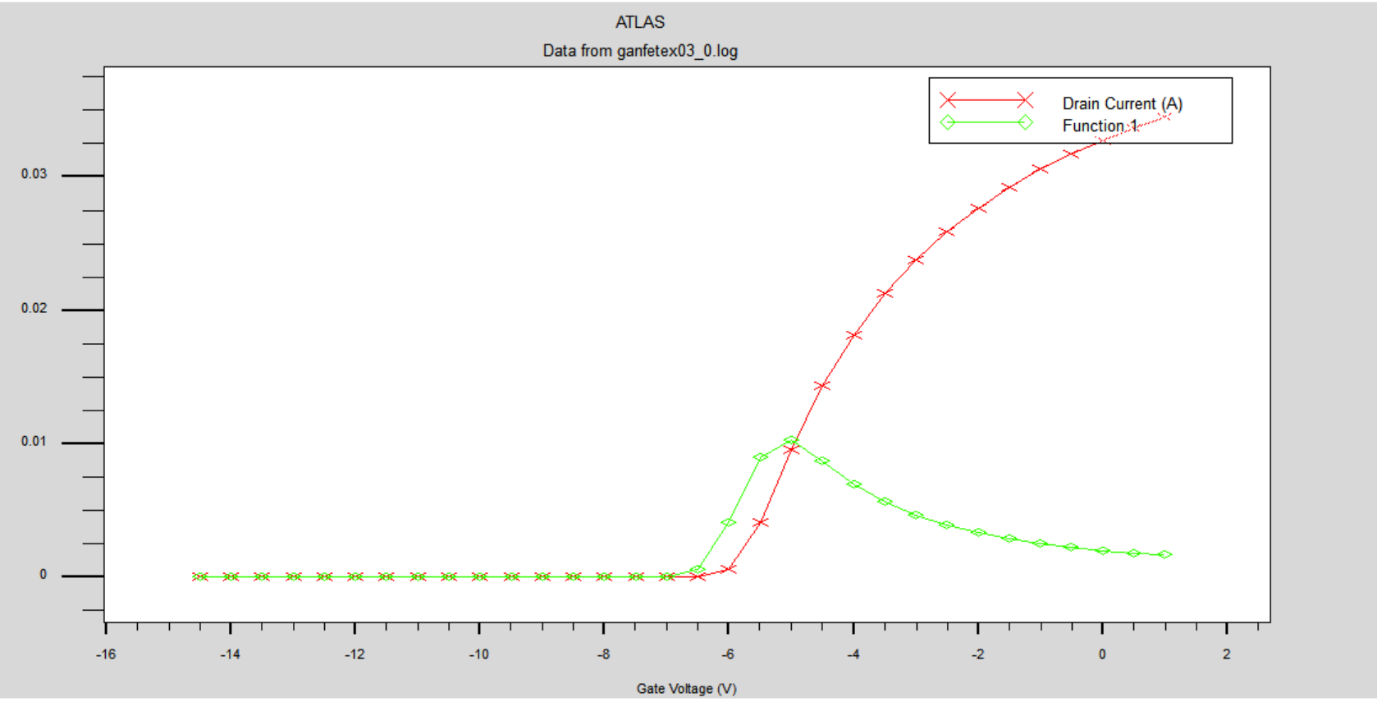 ATLAS
Data from ganfetex03_0.log
Drain Current (A)
Function 1
0.03
0.02
0.01
0
-16 -14 -12 -10 -8 -6 -4 -2 0 2
Gate Voltage (V)